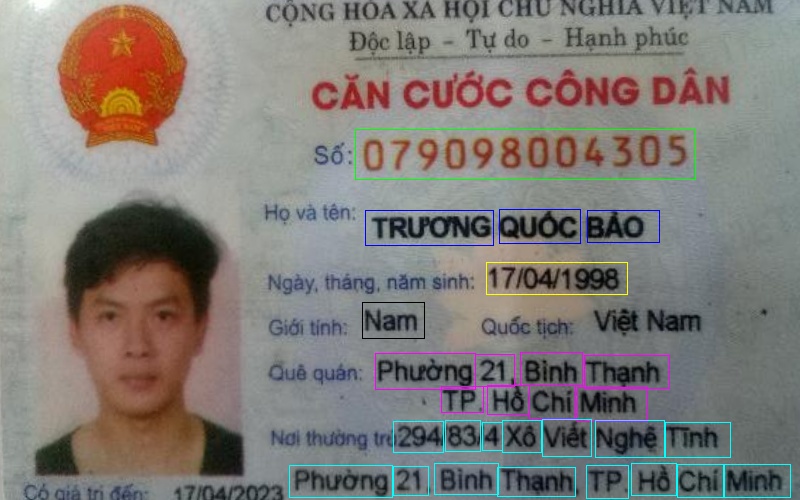 CỘNG HÒA XÃ HỘI CHỦ NGHĨA VIỆT NAM
Độc lập - Tự do - Hạnh phúc
CĂN CƯỚC CÔNG DÂN
Số: 079098004305
Họ và tên: TRƯƠNG QUỐC BẢO
Ngày, tháng, năm sinh: 17/04/1998
Giới tính: Nam Quốc tịch: Việt Nam
Quê quán: Phường 21, Bình Thạnh
TP. Hồ Chí Minh
Nơi thường trú 294/83/4 Xô Viết Nghệ Tĩnh
Phường 21, Bình Thạnh, TP. Hồ Chí Minh
Có giá trị đến: 17/04/2023